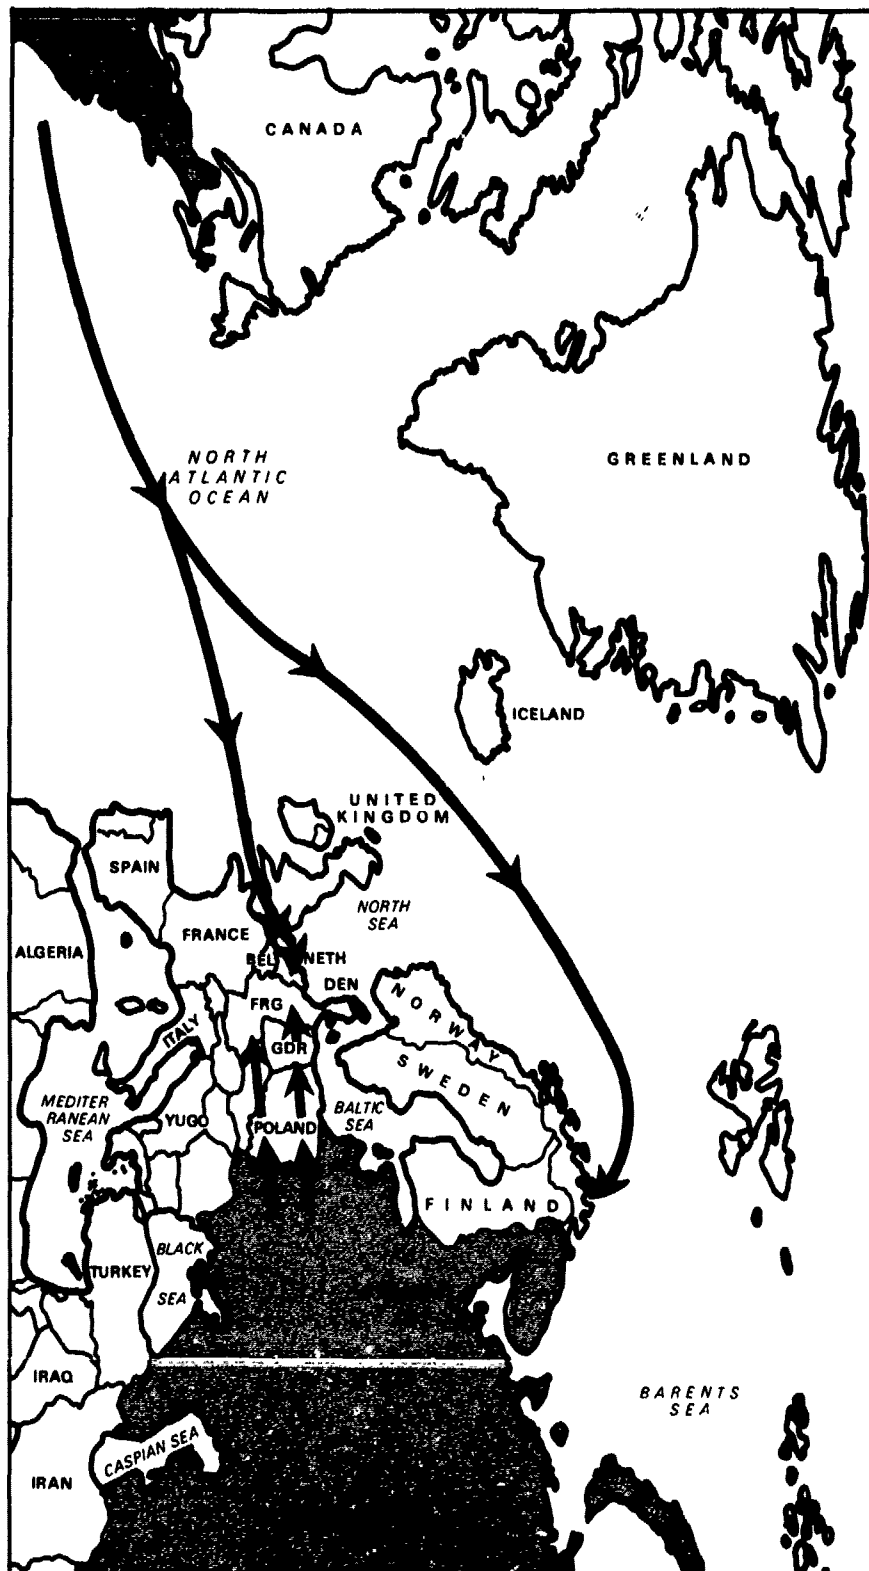 CANADA
NORTH
ATLANTIC
OCEAN
GREENLAND
ICELAND
UNITED
KINGDOM
SPAIN
NORTH
SEA
FRANCE
ALGERIA
BEL
NETH
DEN
FRG
NORWAY
ITALY
GDR
SWEDEN
MEDITER
RANEAN
SEA
BALTIC
SEA
YUGO
POLAND
FINLAND
BLACK
SEA
TURKEY
IRAQ
BARENTS
SEA
CASPIAN SEA
IRAN